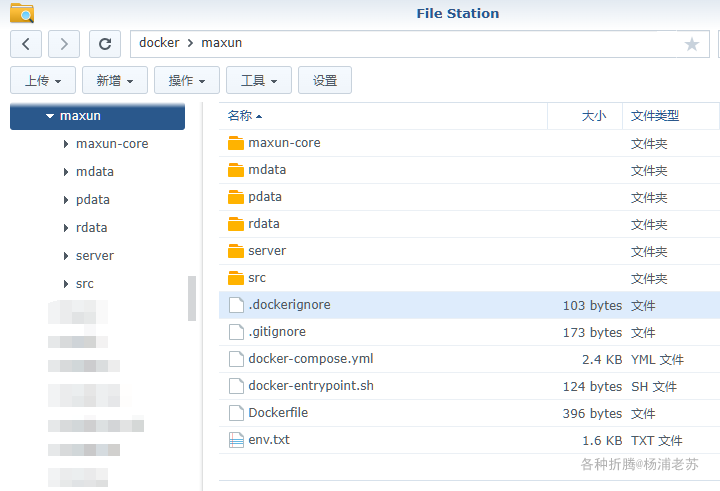 File Station
docker > maxun
上传 新增 操作 工具 设置
maxun
maxun-core
mdata
pdata
rdata
server
src
名称 大小 文件类型
maxun-core 文件夹
mdata 文件夹
pdata 文件夹
rdata 文件夹
server 文件夹
src 文件夹
.dockerignore 103 bytes 文件
.gitignore 173 bytes 文件
docker-compose.yml 2.4 KB YML 文件
docker-entrypoint.sh 124 bytes SH 文件
Dockerfile 396 bytes 文件
env.txt 1.6 KB TXT 文件
各种折腾@杨浦老苏